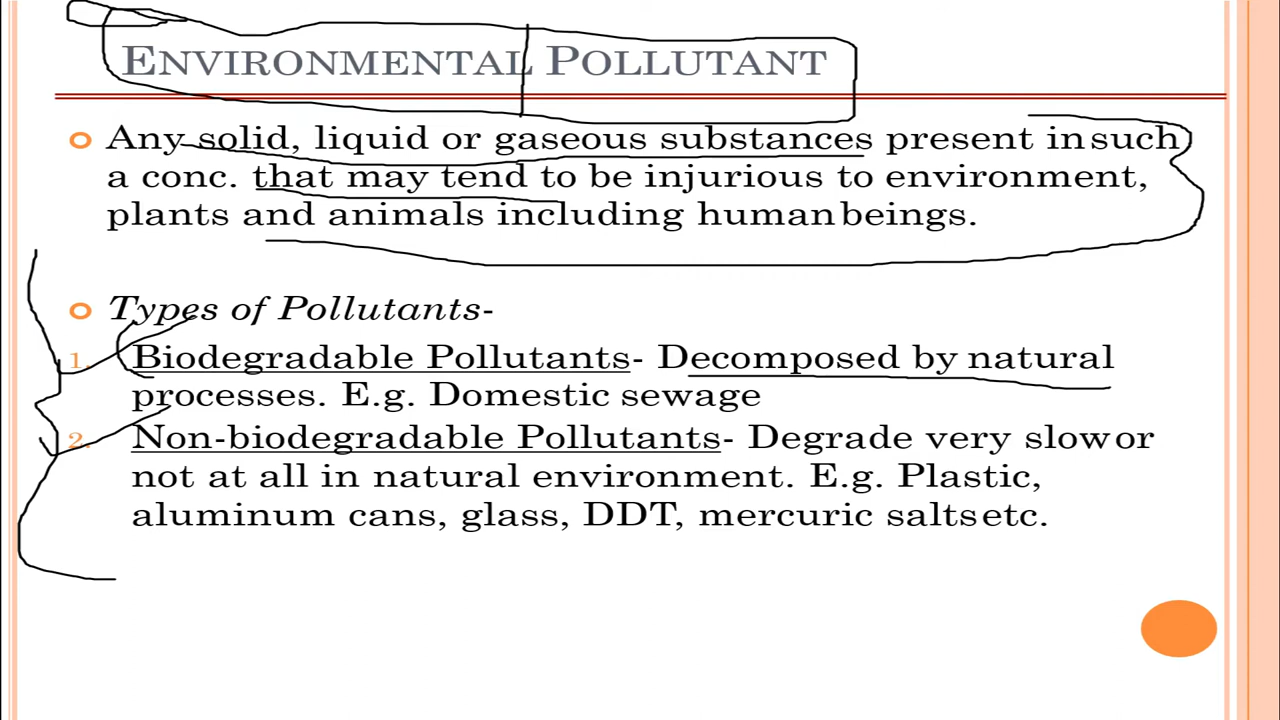 ENVIRONMENTAL POLLUTANT
Any solid, liquid or gaseous substances present in such
a conc. that may tend to be injurious to environment,
plants and animals including human beings.
Types of Pollutants-
1. Biodegradable Pollutants- Decomposed by natural
processes. E.g. Domestic sewage
2. Non-biodegradable Pollutants- Degrade very slow or
not at all in natural environment. E.g. Plastic,
aluminum cans, glass, DDT, mercuric salts etc.